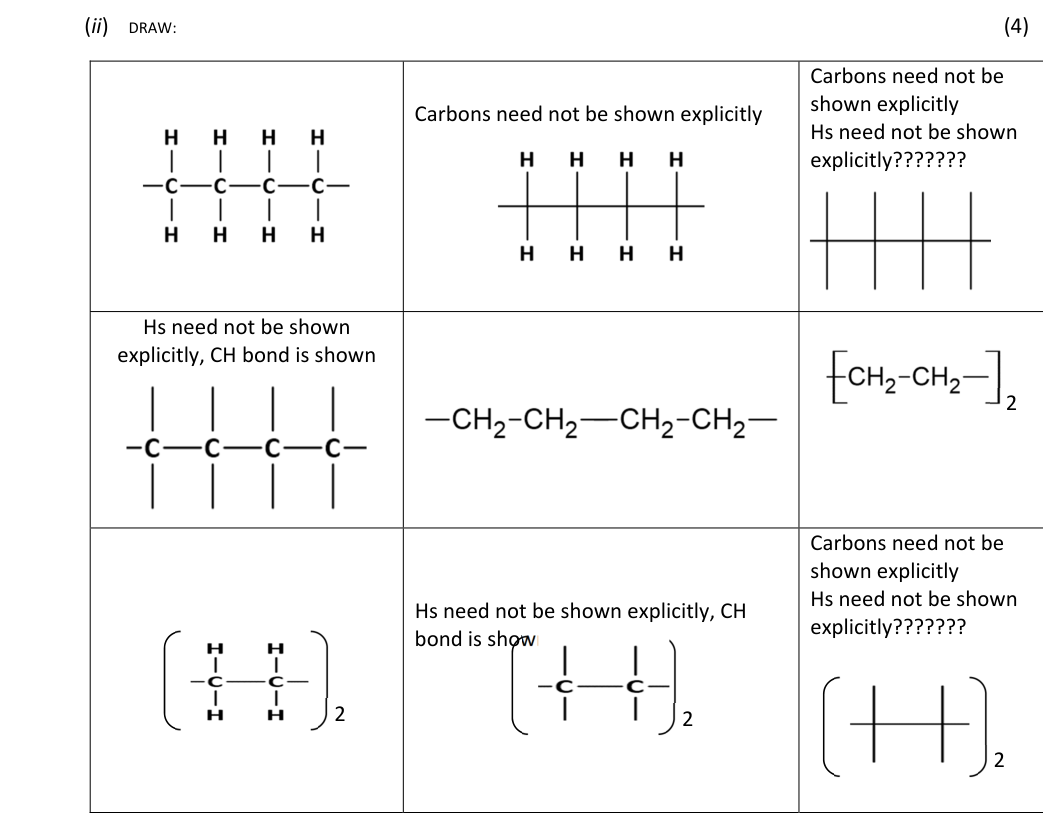 (ii) DRAW: (4)
H H H H
–C—C—C—C–
H H H H
Carbons need not be shown explicitly
H H H H
H H H H
Carbons need not be
shown explicitly
Hs need not be shown
explicitly???????
Hs need not be shown
explicitly, CH bond is shown
–C—C—C—C–
–CH₂–CH₂—CH₂–CH₂–
[CH₂–CH₂—]₂
H H
–C—C–
H H
2
Hs need not be shown explicitly, CH
bond is show
–C—C–
2
Carbons need not be
shown explicitly
Hs need not be shown
explicitly???????
2